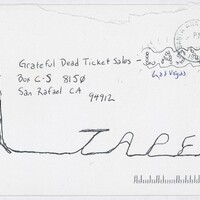 Grateful Dead Ticket Sales -
Box C-S 8150
San Rafael CA
94912
Las Vegas
TAPE